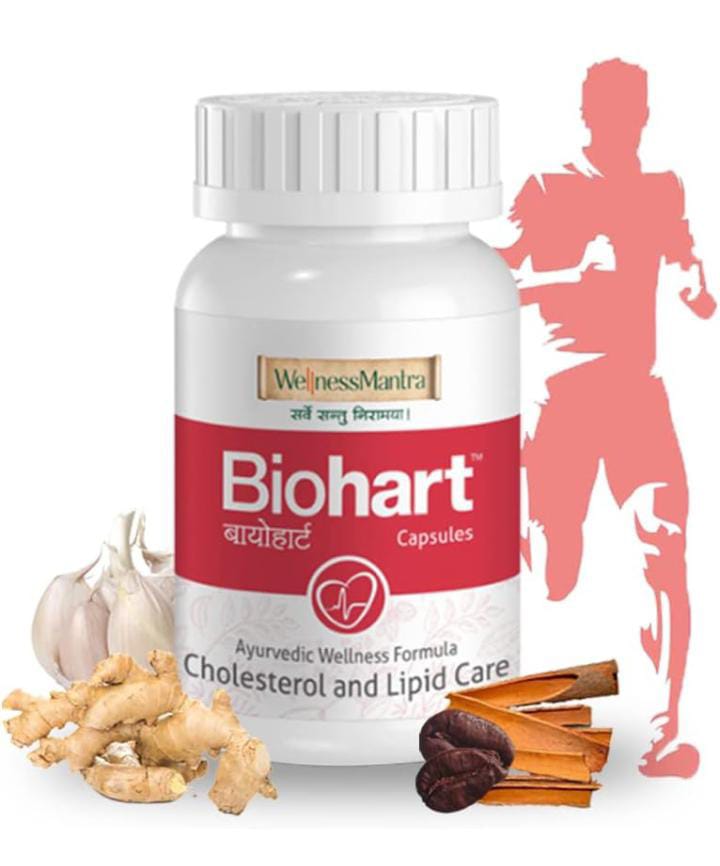 WellnessMantra
सर्वे सन्तु निरामया।
Biohart™
बायोहार्ट Capsules
Ayurvedic Wellness Formula
Cholesterol and Lipid Care